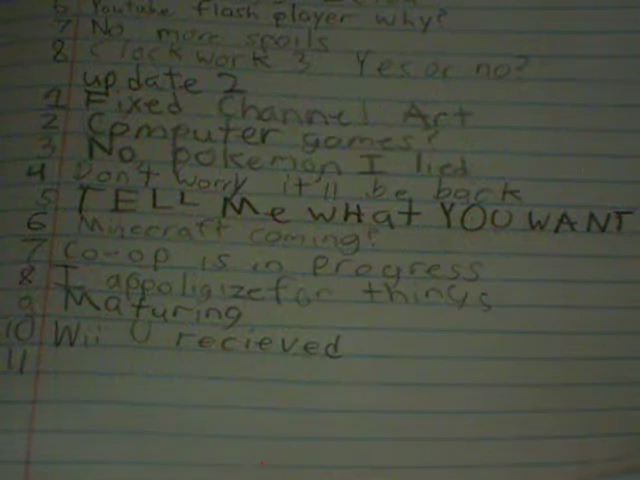 6 Youtube flash player why?
7 No more spoils
8 Clockwork 3 Yes or no?
update 2
1 Fixed Channel Art
2 Computer games?
3 No pokemon I lied
4 Don't worry it'll be back
5 TELL Me wHat YOU WANT
6 Minecraft coming?
7 Co-op is in progress
8 I appoligize for things
9 Maturing
10 Wii U recieved
11